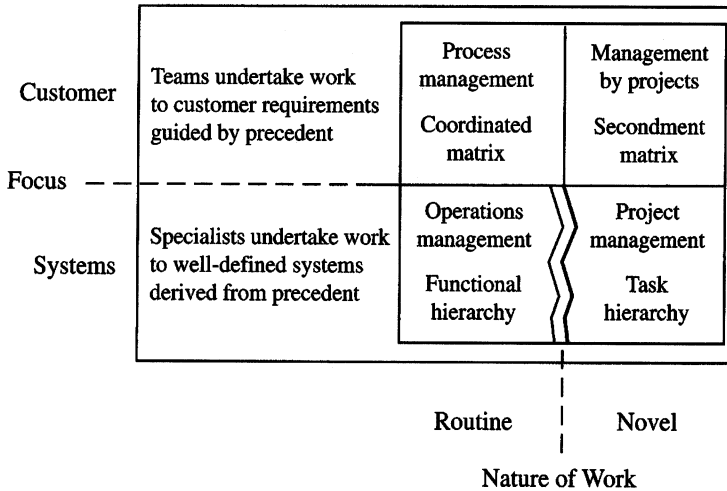 Customer
Teams undertake work
to customer requirements
guided by precedent
Process
management
Coordinated
matrix
Management
by projects
Secondment
matrix
Focus
Systems
Specialists undertake work
to well-defined systems
derived from precedent
Operations
management
Functional
hierarchy
Project
management
Task
hierarchy
Routine
Novel
Nature of Work